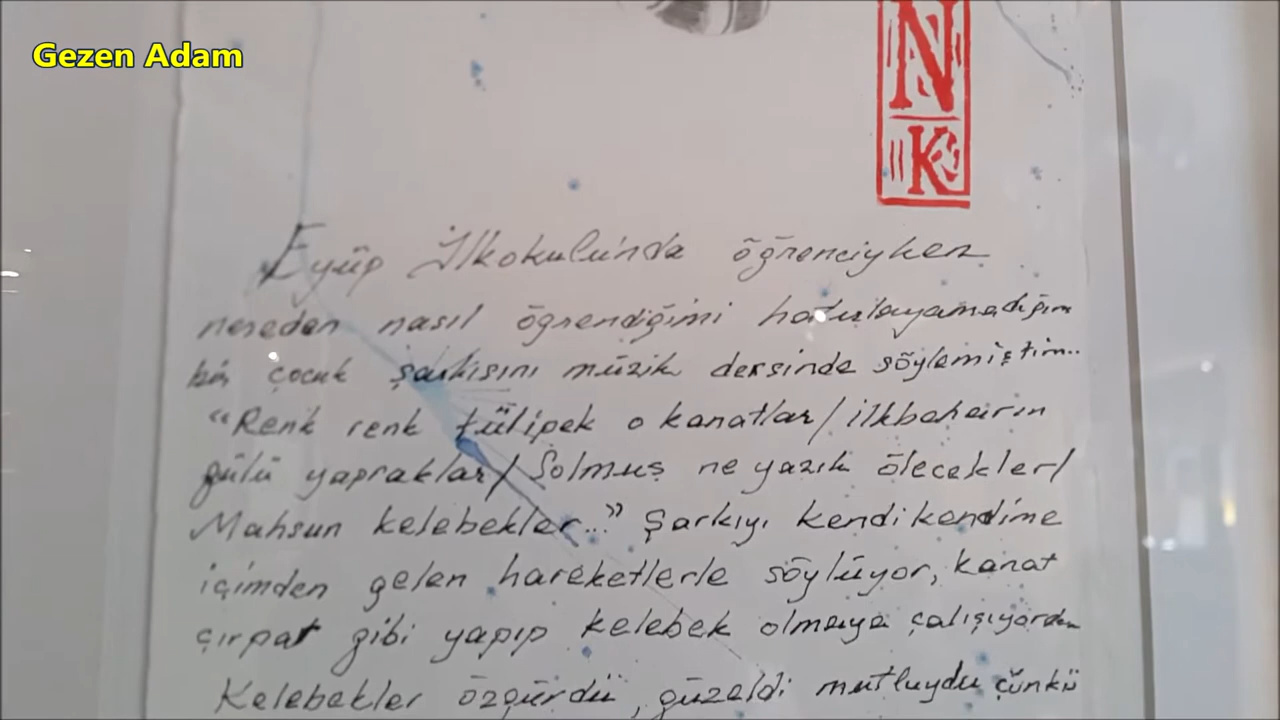 Gezen Adam
N
K
Eyüp İlkokulu'nda öğrenciyken
nereden nasıl öğrendiğimi hatırlayamadığım
bir çocuk şarkısını müzik dersinde söylemiştim..
"Renk renk tülipek o kanatlar/ilkbaharın
gülü yapraklar/Solmuş ne yazık ölecekler/
Mahsun kelebekler..." Şarkıyı kendi kendime
içimden gelen hareketlerle söylüyor, kanat
çırpar gibi yapıp kelebek olmaya çalışıyordum
Kelebekler özgürdü, güzeldi mutluydu çünkü